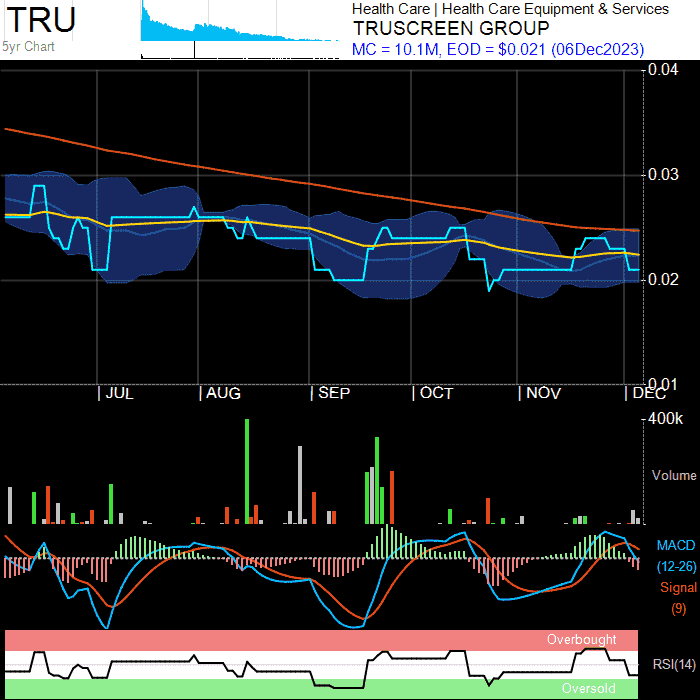 TRU
5yr Chart
Health Care | Health Care Equipment & Services
TRUSCREEN GROUP
MC = 10.1M, EOD = $0.021 (06Dec2023)
0.04
0.03
0.02
0.01
| JUL | AUG | SEP | OCT | NOV | DEC
400k
Volume
MACD
(12-26)
Signal
(9)
Overbought
RSI(14)
Oversold